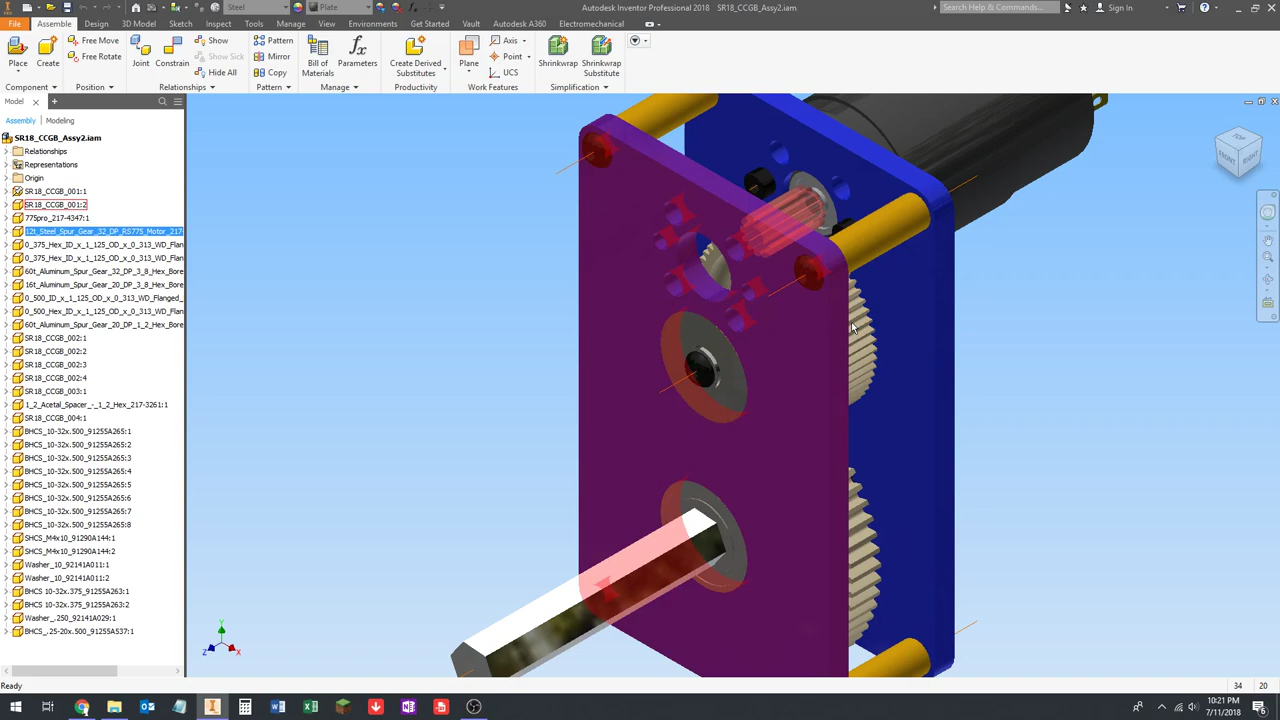 Steel
Plate
Autodesk Inventor Professional 2018 SR18_CCGB_Assy2.iam
Search Help & Commands...
Sign In
File Assemble Design 3D Model Sketch Inspect Tools Manage View Environments Get Started Vault Autodesk A360 Electromechanical
Place
Create
Free Move
Free Rotate
Joint
Constrain
Show
Show Sick
Hide All
Pattern
Mirror
Copy
Bill of
Materials
Parameters
Create Derived
Substitutes
Plane
Axis
Point
UCS
Shrinkwrap
Shrinkwrap
Substitute
Component Position Relationships Pattern Manage Productivity Work Features Simplification
Model
Assembly Modeling
SR18_CCGB_Assy2.iam
Relationships
Representations
Origin
SR18_CCGB_001:1
SR18_CCGB_001:2
775pro_217-4347:1
12t_Steel_Spur_Gear_32_DP_RS775_Motor_217-
0_375_Hex_ID_x_1_125_OD_x_0_313_WD_Flan
0_375_Hex_ID_x_1_125_OD_x_0_313_WD_Flan
60t_Aluminum_Spur_Gear_32_DP_3_8_Hex_Bore
16t_Aluminum_Spur_Gear_20_DP_3_8_Hex_Bore
0_500_ID_x_1_125_OD_x_0_313_WD_Flanged_
0_500_Hex_ID_x_1_125_OD_x_0_313_WD_Flan
60t_Aluminum_Spur_Gear_20_DP_1_2_Hex_Bore
SR18_CCGB_002:1
SR18_CCGB_002:2
SR18_CCGB_002:3
SR18_CCGB_002:4
SR18_CCGB_003:1
1_2_Acetal_Spacer_-_1_2_Hex_217-3261:1
SR18_CCGB_004:1
BHCS_10-32x.500_91255A265:1
BHCS_10-32x.500_91255A265:2
BHCS_10-32x.500_91255A265:3
BHCS_10-32x.500_91255A265:4
BHCS_10-32x.500_91255A265:5
BHCS_10-32x.500_91255A265:6
BHCS_10-32x.500_91255A265:7
BHCS_10-32x.500_91255A265:8
SHCS_M4x10_91290A144:1
SHCS_M4x10_91290A144:2
Washer_10_92141A011:1
Washer_10_92141A011:2
BHCS 10-32x.375_91255A263:1
BHCS 10-32x.375_91255A263:2
Washer_.250_92141A029:1
BHCS_.25-20x.500_91255A537:1
TOP
FRONT
RIGHT
Y
Z
X
Ready
34 20
10:21 PM
7/11/2018